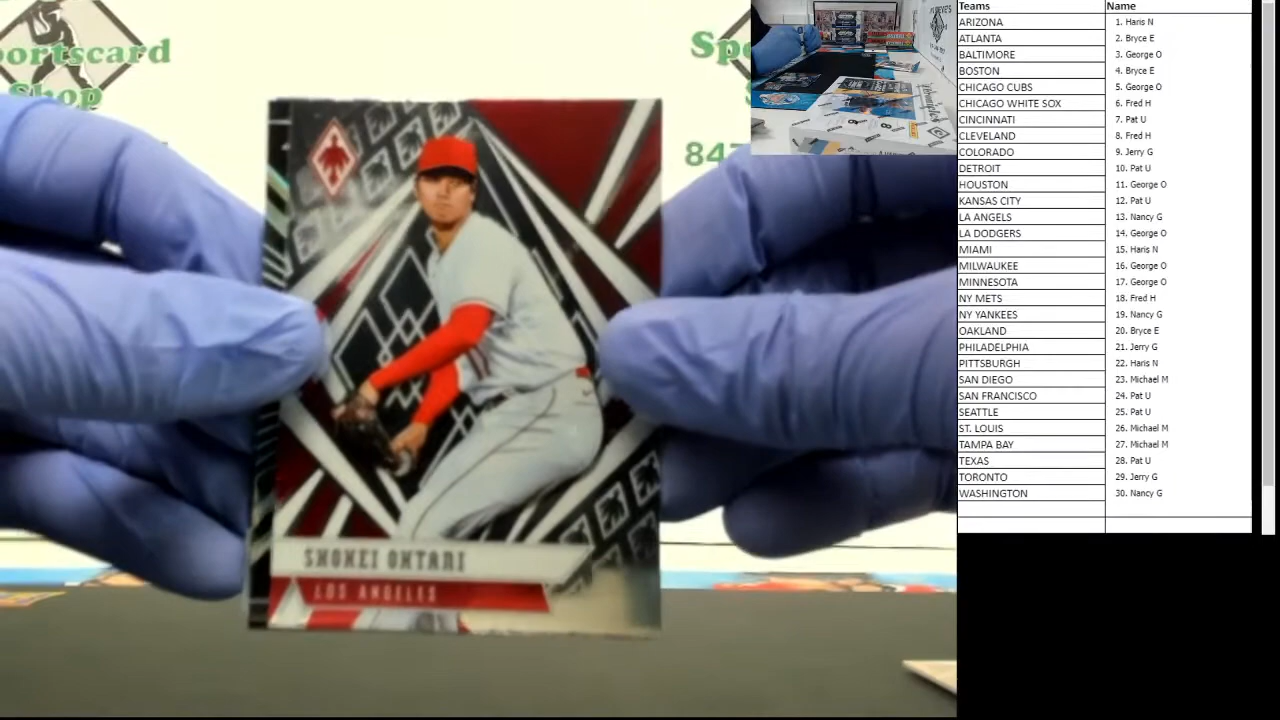 portscard
Shop
Sp
847
SHOHEI OHTANI
LOS ANGELES
Teams Name
ARIZONA 1. Haris N
ATLANTA 2. Bryce E
BALTIMORE 3. George O
BOSTON 4. Bryce E
CHICAGO CUBS 5. George O
CHICAGO WHITE SOX 6. Fred H
CINCINNATI 7. Pat U
CLEVELAND 8. Fred H
COLORADO 9. Jerry G
DETROIT 10. Pat U
HOUSTON 11. George O
KANSAS CITY 12. Pat U
LA ANGELS 13. Nancy G
LA DODGERS 14. George O
MIAMI 15. Haris N
MILWAUKEE 16. George O
MINNESOTA 17. George O
NY METS 18. Fred H
NY YANKEES 19. Nancy G
OAKLAND 20. Bryce E
PHILADELPHIA 21. Jerry G
PITTSBURGH 22. Haris N
SAN DIEGO 23. Michael M
SAN FRANCISCO 24. Pat U
SEATTLE 25. Pat U
ST. LOUIS 26. Michael M
TAMPA BAY 27. Michael M
TEXAS 28. Pat U
TORONTO 29. Jerry G
WASHINGTON 30. Nancy G